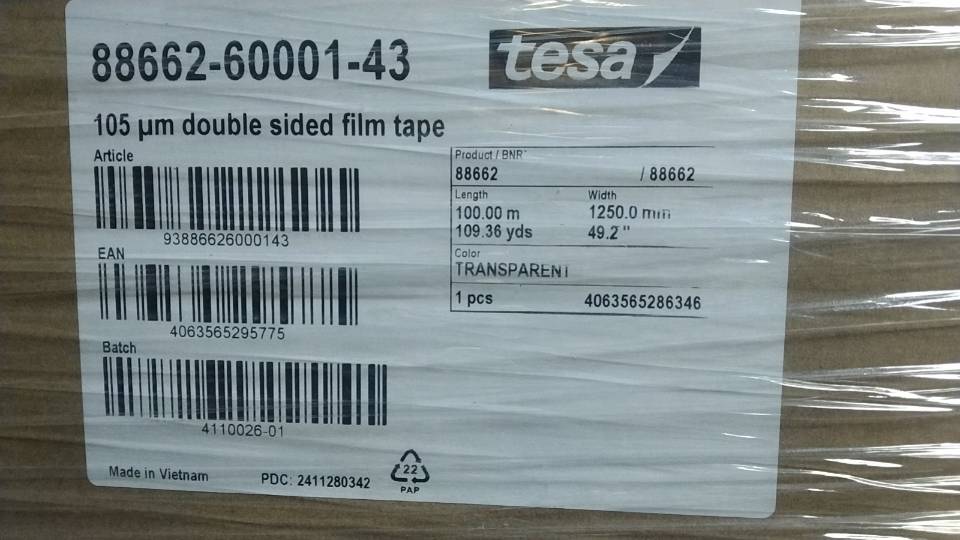 88662-60001-43
tesa
105 µm double sided film tape
Article
93886626000143
EAN
4063565295775
Batch
4110026-01
Product / BNR
88662 / 88662
Length Width
100.00 m 1250.0 mm
109.36 yds 49.2 "
Color
TRANSPARENT
1 pcs 4063565286346
Made in Vietnam PDC: 2411280342
22
PAP